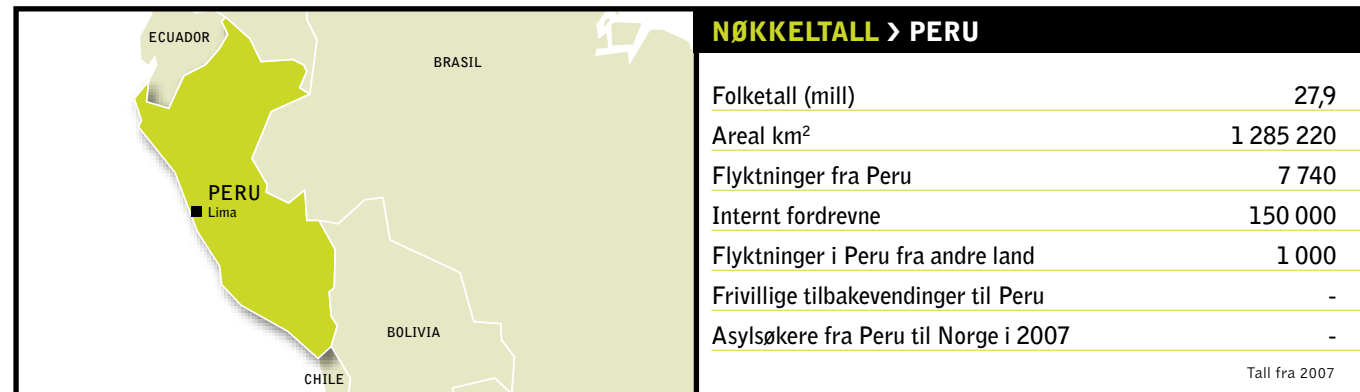 ECUADOR
BRASIL
PERU
Lima
BOLIVIA
CHILE
NØKKELTALL › PERU
Folketall (mill) 27,9
Areal km² 1 285 220
Flyktninger fra Peru 7 740
Internt fordrevne 150 000
Flyktninger i Peru fra andre land 1 000
Frivillige tilbakevendinger til Peru -
Asylsøkere fra Peru til Norge i 2007 -
Tall fra 2007